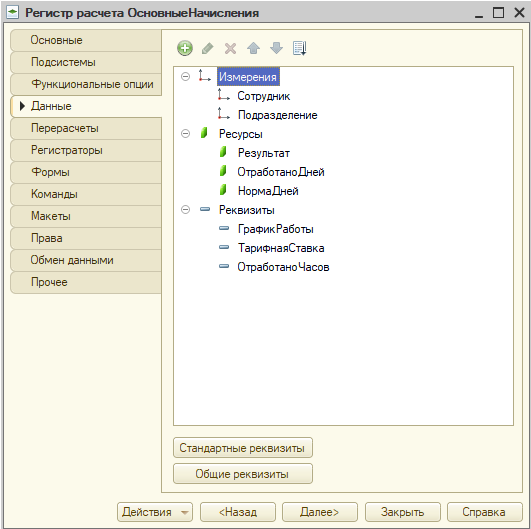 Регистр расчета ОсновныеНачисления
Основные
Подсистемы
Функциональные опции
Данные
Перерасчеты
Регистраторы
Формы
Команды
Макеты
Права
Обмен данными
Прочее
Измерения
Сотрудник
Подразделение
Ресурсы
Результат
ОтработаноДней
НормаДней
Реквизиты
ГрафикРаботы
ТарифнаяСтавка
ОтработаноЧасов
Стандартные реквизиты
Общие реквизиты
Действия
<Назад
Далее>
Закрыть
Справка